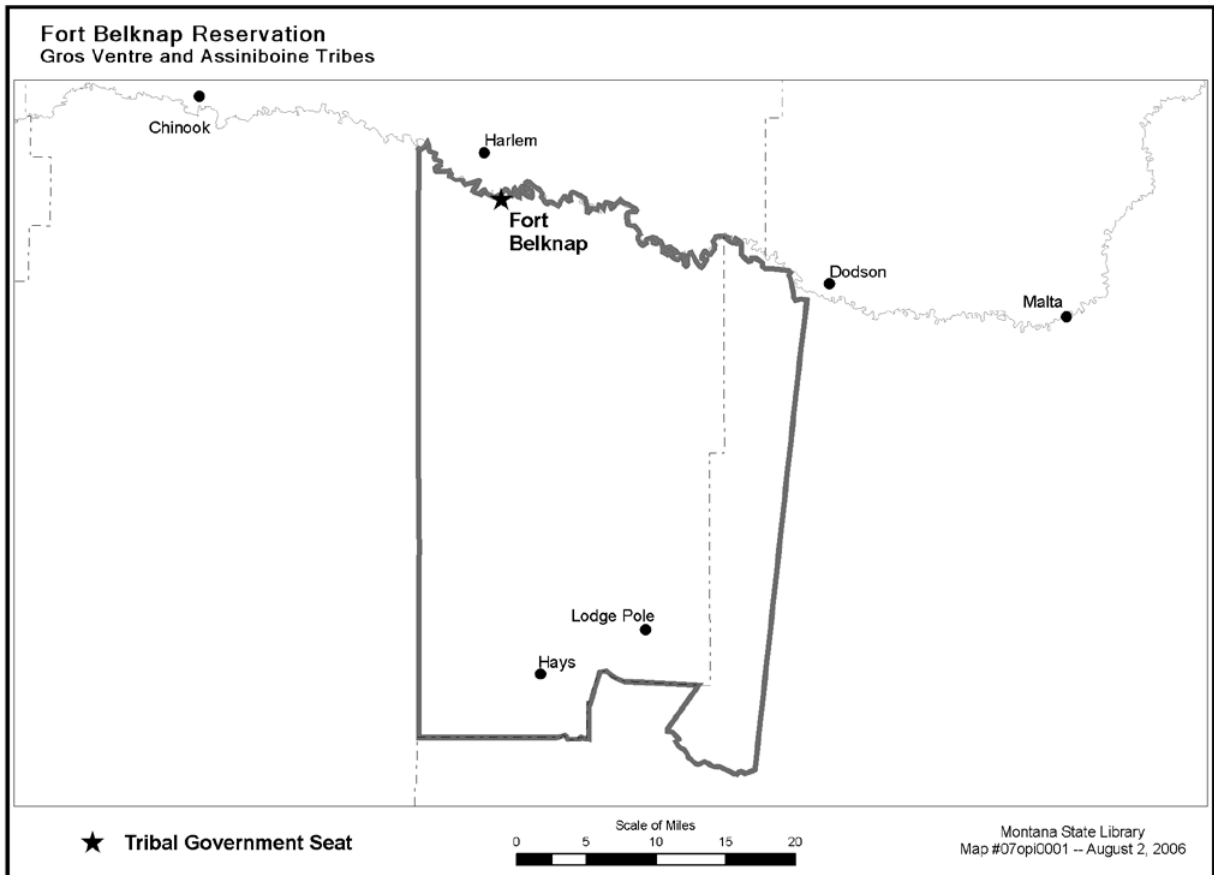 Fort Belknap Reservation
Gros Ventre and Assiniboine Tribes
Chinook
Harlem
Fort
Belknap
Dodson
Malta
Lodge Pole
Hays
Tribal Government Seat
Scale of Miles
0 5 10 15 20
Montana State Library
Map #07opi0001 -- August 2, 2006